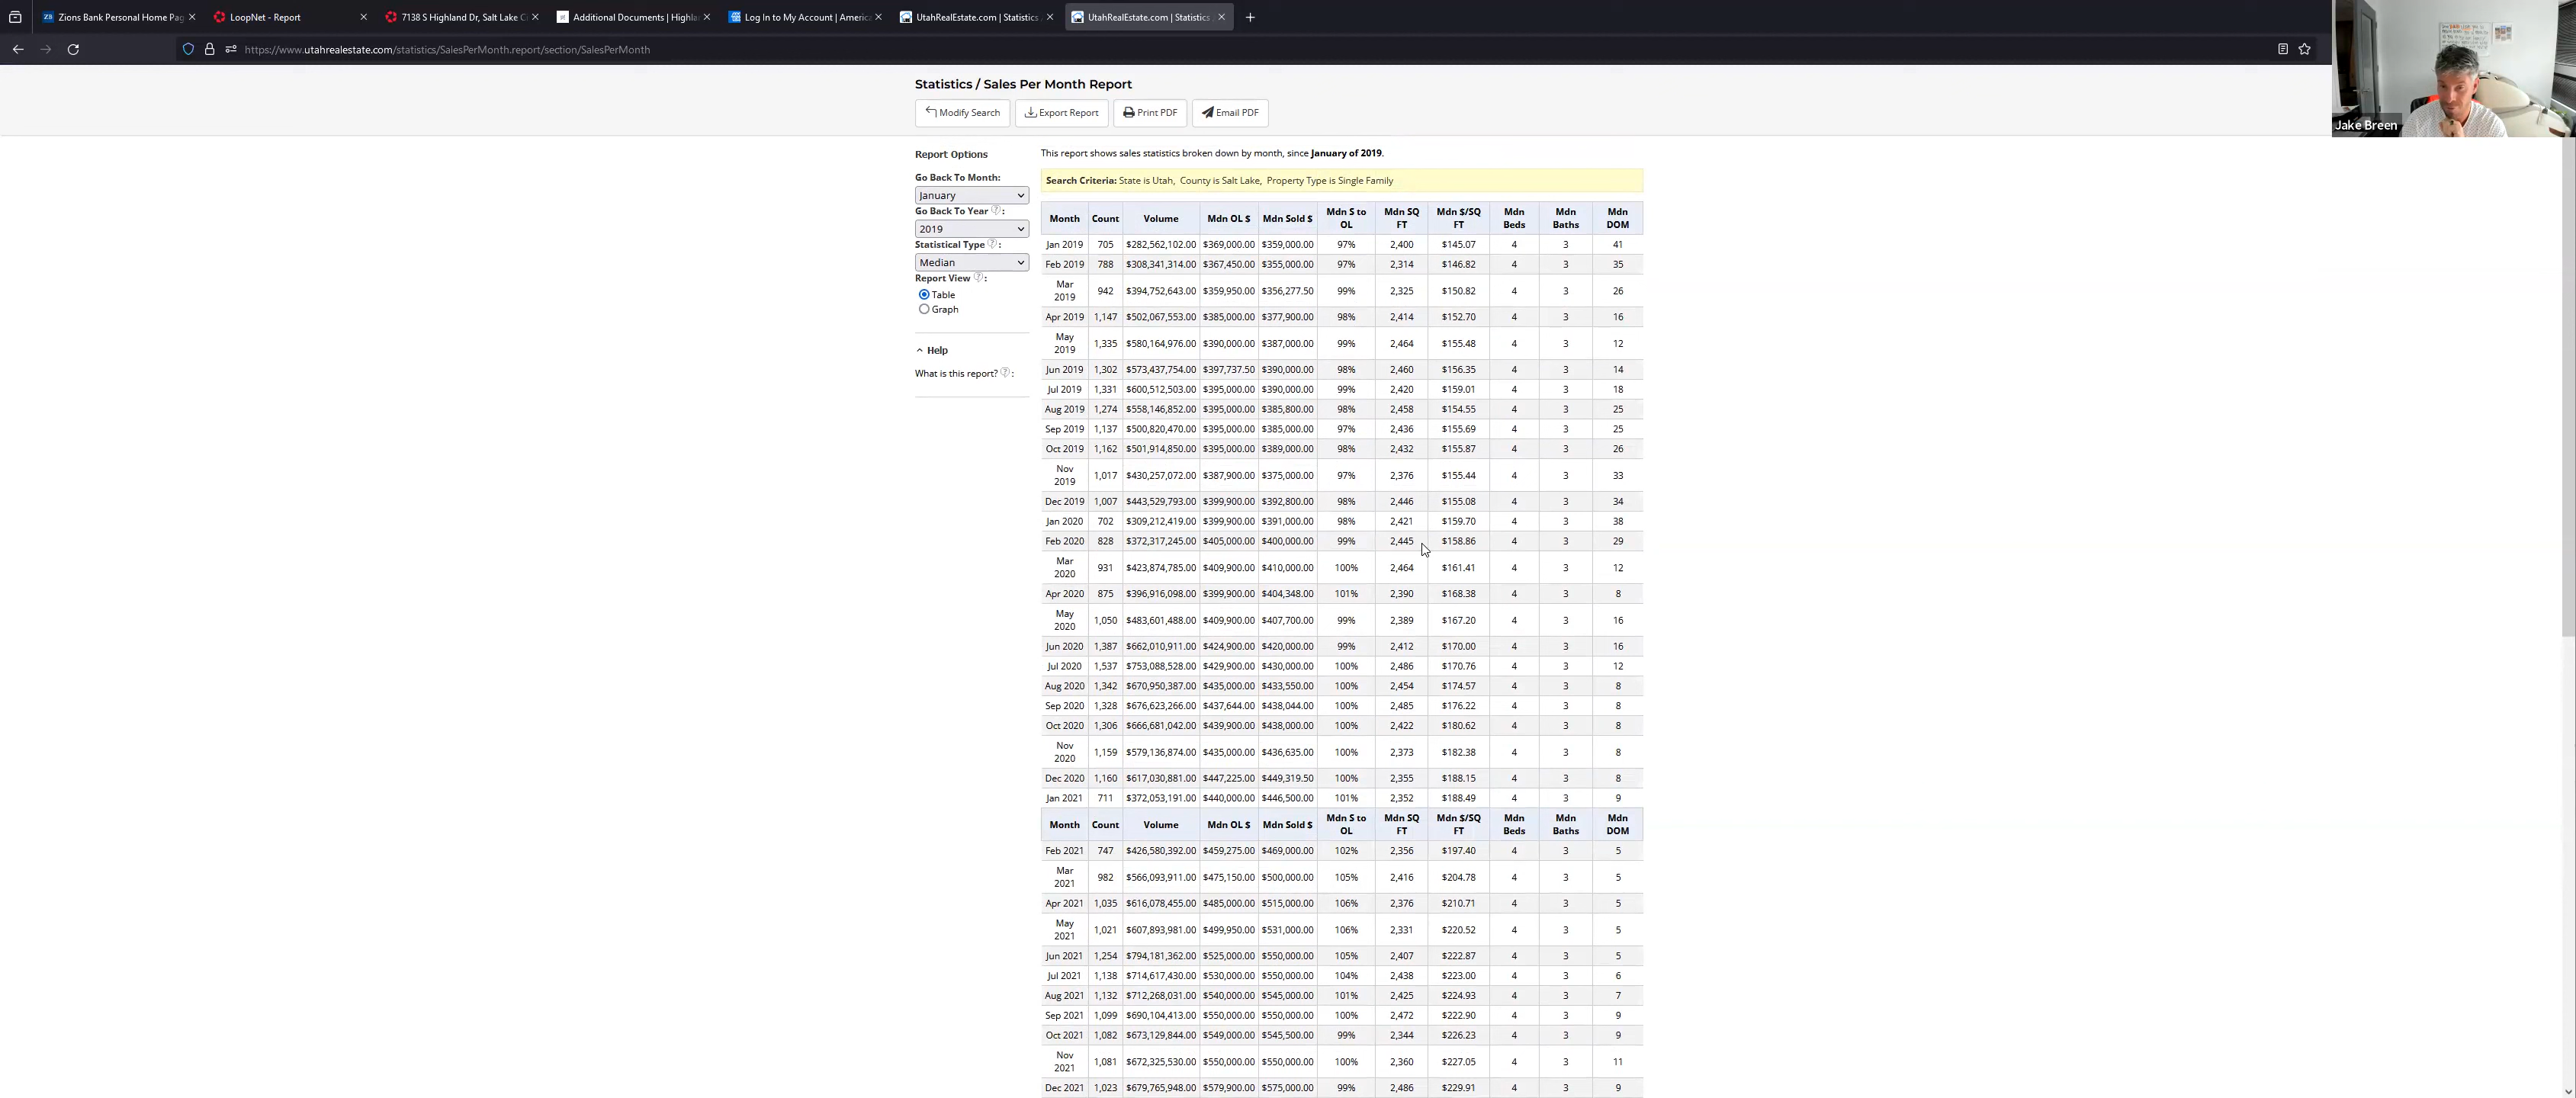 Zions Bank Personal Home Pag
LoopNet - Report
7138 S Highland Dr, Salt Lake Ci
Additional Documents | Highla
Log In to My Account | America
UtahRealEstate.com | Statistics
UtahRealEstate.com | Statistics
https://www.utahrealestate.com/statistics/SalesPerMonth.report/section/SalesPerMonth
Jake Breen
Statistics / Sales Per Month Report
Modify Search Export Report Print PDF Email PDF
Report Options
Go Back To Month:
January
Go Back To Year ? :
2019
Statistical Type ? :
Median
Report View ? :
Table
Graph
Help
What is this report? ? :
This report shows sales statistics broken down by month, since January of 2019.
Search Criteria: State is Utah, County is Salt Lake, Property Type is Single Family
Month Count Volume Mdn OL $ Mdn Sold $ Mdn S to OL Mdn SQ FT Mdn $/SQ FT Mdn Beds Mdn Baths Mdn DOM
Jan 2019 705 $282,562,102.00 $369,000.00 $359,000.00 97% 2,400 $145.07 4 3 41
Feb 2019 788 $308,341,314.00 $367,450.00 $355,000.00 97% 2,314 $146.82 4 3 35
Mar 2019 942 $394,752,643.00 $359,950.00 $356,277.50 99% 2,325 $150.82 4 3 26
Apr 2019 1,147 $502,067,553.00 $385,000.00 $377,900.00 98% 2,414 $152.70 4 3 16
May 2019 1,335 $580,164,976.00 $390,000.00 $387,000.00 99% 2,464 $155.48 4 3 12
Jun 2019 1,302 $573,437,754.00 $397,737.50 $390,000.00 98% 2,460 $156.35 4 3 14
Jul 2019 1,331 $600,512,503.00 $395,000.00 $390,000.00 99% 2,420 $159.01 4 3 18
Aug 2019 1,274 $558,146,852.00 $395,000.00 $385,800.00 98% 2,458 $154.55 4 3 25
Sep 2019 1,137 $500,820,470.00 $395,000.00 $385,000.00 97% 2,436 $155.69 4 3 25
Oct 2019 1,162 $501,914,850.00 $395,000.00 $389,000.00 98% 2,432 $155.87 4 3 26
Nov 2019 1,017 $430,257,072.00 $387,900.00 $375,000.00 97% 2,376 $155.44 4 3 33
Dec 2019 1,007 $443,529,793.00 $399,900.00 $392,800.00 98% 2,446 $155.08 4 3 34
Jan 2020 702 $309,212,419.00 $399,900.00 $391,000.00 98% 2,421 $159.70 4 3 38
Feb 2020 828 $372,317,245.00 $405,000.00 $400,000.00 99% 2,445 $158.86 4 3 29
Mar 2020 931 $423,874,785.00 $409,900.00 $410,000.00 100% 2,464 $161.41 4 3 12
Apr 2020 875 $396,916,098.00 $399,900.00 $404,348.00 101% 2,390 $168.38 4 3 8
May 2020 1,050 $483,601,488.00 $409,900.00 $407,700.00 99% 2,389 $167.20 4 3 16
Jun 2020 1,387 $662,010,911.00 $424,900.00 $420,000.00 99% 2,412 $170.00 4 3 16
Jul 2020 1,537 $753,088,528.00 $429,900.00 $430,000.00 100% 2,486 $170.76 4 3 12
Aug 2020 1,342 $670,950,387.00 $435,000.00 $433,550.00 100% 2,454 $174.57 4 3 8
Sep 2020 1,328 $676,623,266.00 $437,644.00 $438,044.00 100% 2,485 $176.22 4 3 8
Oct 2020 1,306 $666,681,042.00 $439,900.00 $438,000.00 100% 2,422 $180.62 4 3 8
Nov 2020 1,159 $579,136,874.00 $435,000.00 $436,635.00 100% 2,373 $182.38 4 3 8
Dec 2020 1,160 $617,030,881.00 $447,225.00 $449,319.50 100% 2,355 $188.15 4 3 8
Jan 2021 711 $372,053,191.00 $440,000.00 $446,500.00 101% 2,352 $188.49 4 3 9
Month Count Volume Mdn OL $ Mdn Sold $ Mdn S to OL Mdn SQ FT Mdn $/SQ FT Mdn Beds Mdn Baths Mdn DOM
Feb 2021 747 $426,580,392.00 $459,275.00 $469,000.00 102% 2,356 $197.40 4 3 5
Mar 2021 982 $566,093,911.00 $475,150.00 $500,000.00 105% 2,416 $204.78 4 3 5
Apr 2021 1,035 $616,078,455.00 $485,000.00 $515,000.00 106% 2,376 $210.71 4 3 5
May 2021 1,021 $607,893,981.00 $499,950.00 $531,000.00 106% 2,331 $220.52 4 3 5
Jun 2021 1,254 $794,181,362.00 $525,000.00 $550,000.00 105% 2,407 $222.87 4 3 5
Jul 2021 1,138 $714,617,430.00 $530,000.00 $550,000.00 104% 2,438 $223.00 4 3 6
Aug 2021 1,132 $712,268,031.00 $540,000.00 $545,000.00 101% 2,425 $224.93 4 3 7
Sep 2021 1,099 $690,104,413.00 $550,000.00 $550,000.00 100% 2,472 $222.90 4 3 9
Oct 2021 1,082 $673,129,844.00 $549,000.00 $545,500.00 99% 2,344 $226.23 4 3 9
Nov 2021 1,081 $672,325,530.00 $550,000.00 $550,000.00 100% 2,360 $227.05 4 3 11
Dec 2021 1,023 $679,765,948.00 $579,900.00 $575,000.00 99% 2,486 $229.91 4 3 9